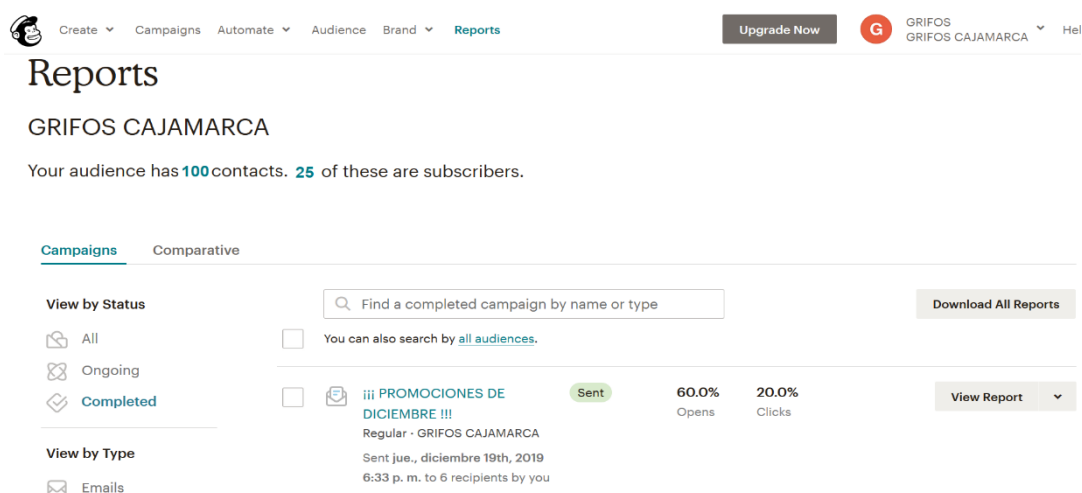 Create Campaigns Automate Audience Brand Reports Upgrade Now G GRIFOS
GRIFOS CAJAMARCA Hel
Reports
GRIFOS CAJAMARCA
Your audience has 100 contacts. 25 of these are subscribers.
Campaigns Comparative
View by Status
All
Ongoing
Completed
View by Type
Emails
Find a completed campaign by name or type
Download All Reports
You can also search by all audiences.
¡¡¡ PROMOCIONES DE
DICIEMBRE !!!
Regular · GRIFOS CAJAMARCA
Sent jue., diciembre 19th, 2019
6:33 p. m. to 6 recipients by you
Sent
60.0%
Opens
20.0%
Clicks
View Report